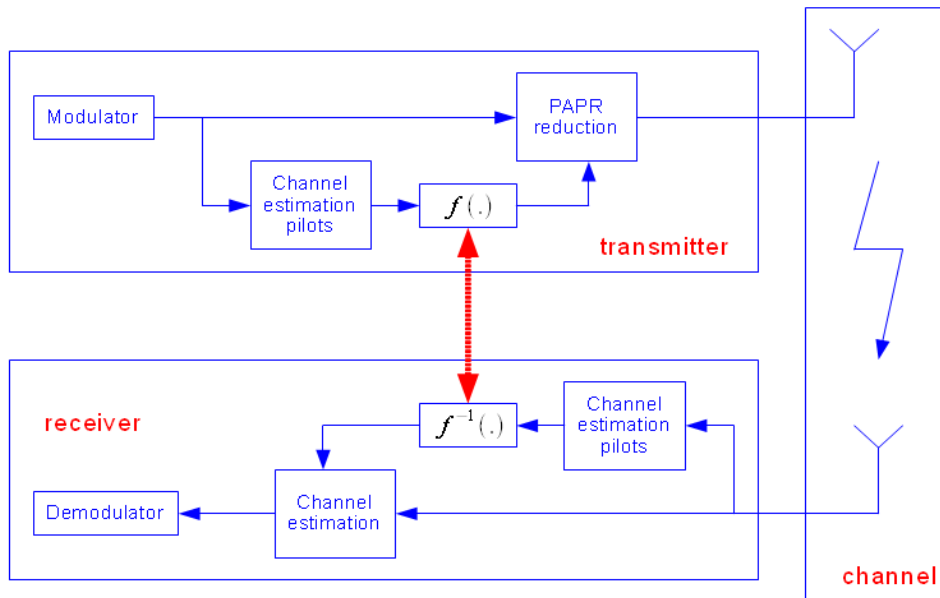 Modulator
PAPR
reduction
Channel
estimation
pilots
f(.)
transmitter
receiver
f⁻¹(.)
Channel
estimation
pilots
Demodulator
Channel
estimation
channel